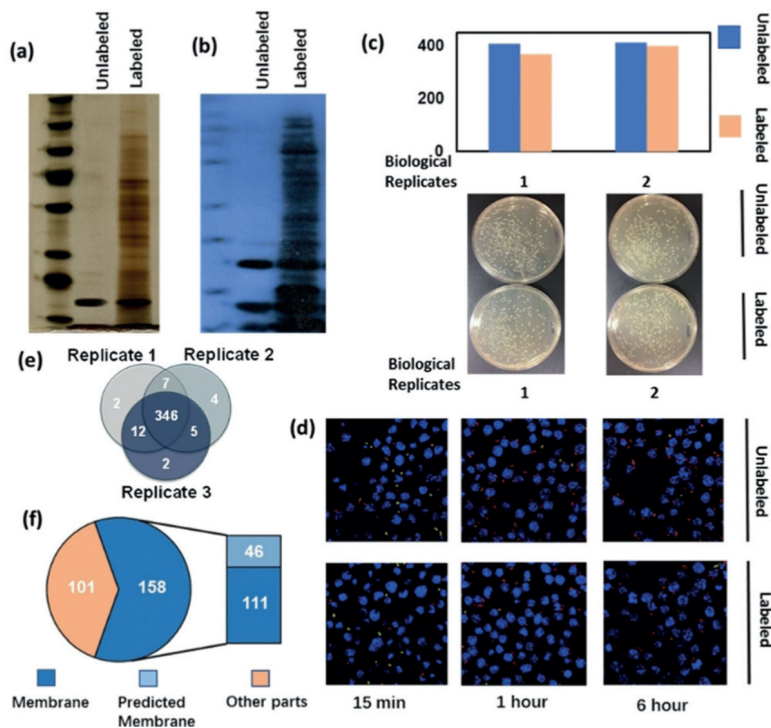 (a)
Unlabeled
Labeled
(b)
Unlabeled
Labeled
(c)
400
200
0
Unlabeled
Labeled
Biological
Replicates
1
2
Unlabeled
Labeled
Biological
Replicates
1
2
(e)
Replicate 1
Replicate 2
2
7
4
346
12
5
2
Replicate 3
(d)
Unlabeled
Labeled
15 min
1 hour
6 hour
(f)
101
158
46
111
Membrane
Predicted
Membrane
Other parts